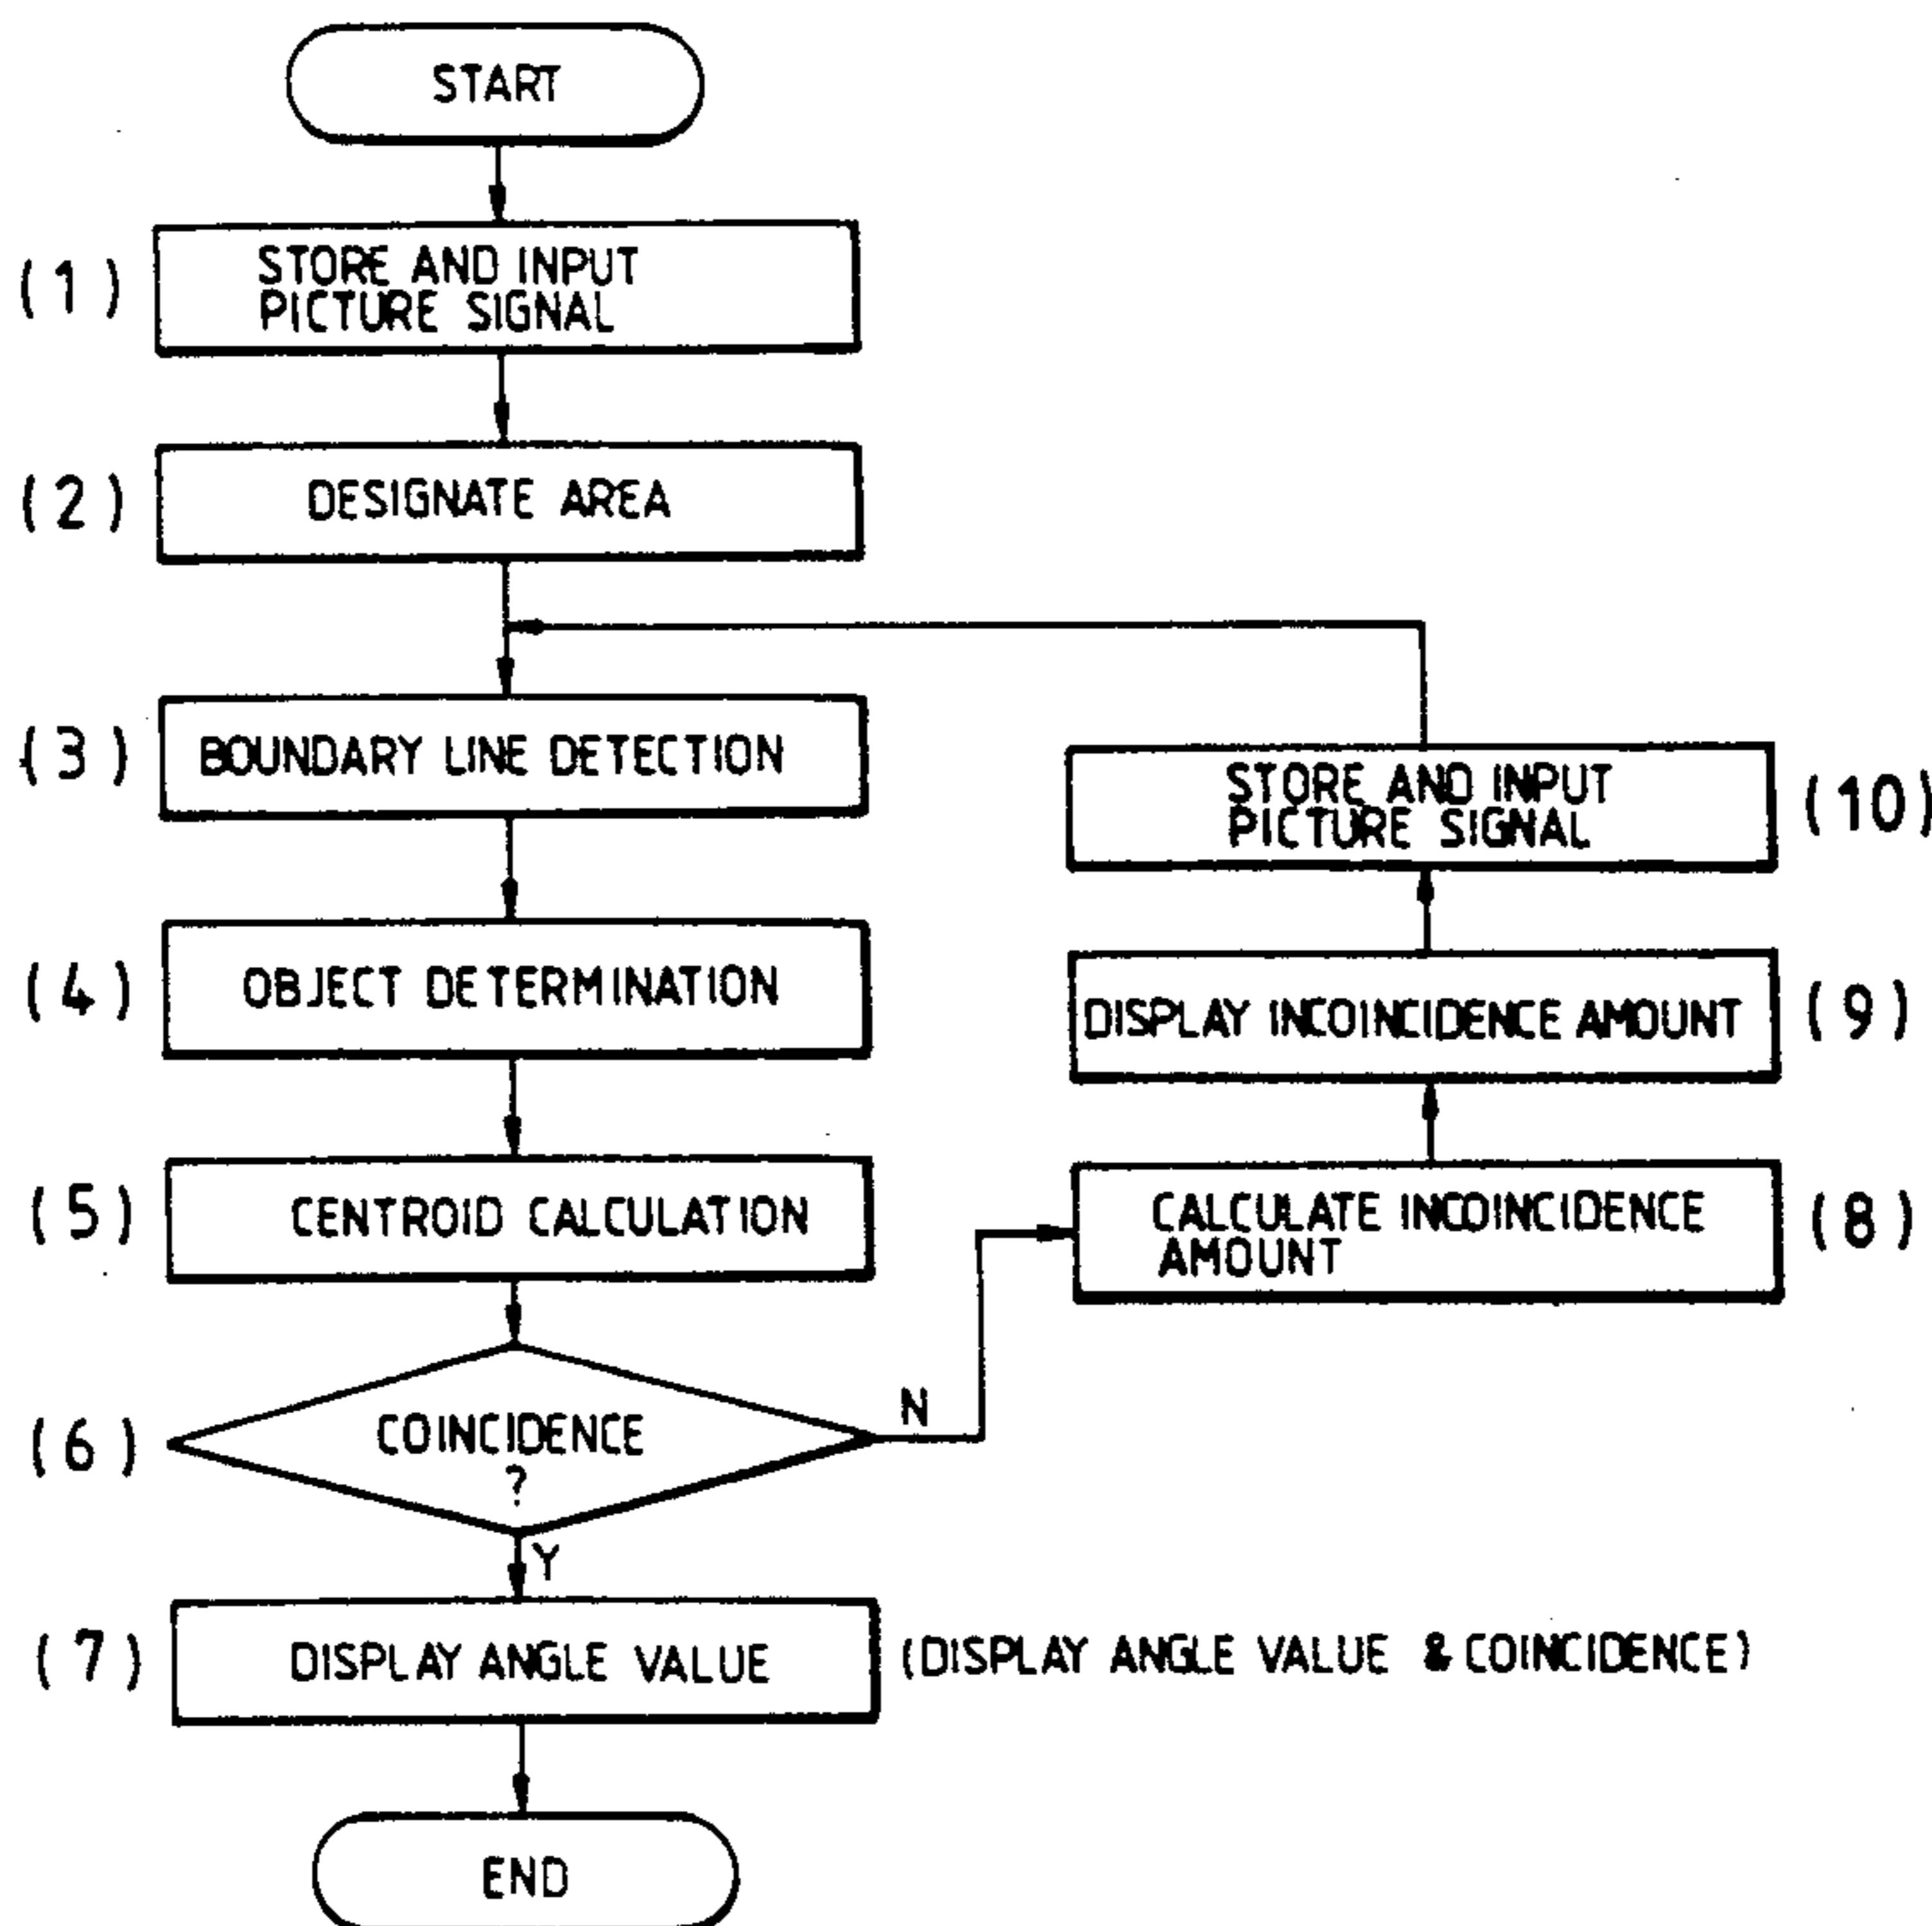 START
(1)
STORE AND INPUT
PICTURE SIGNAL
(2)
DESIGNATE AREA
(3)
BOUNDARY LINE DETECTION
(4)
OBJECT DETERMINATION
(5)
CENTROID CALCULATION
(6)
COINCIDENCE
?
N
Y
(7)
DISPLAY ANGLE VALUE
(DISPLAY ANGLE VALUE & COINCIDENCE)
END
STORE AND INPUT
PICTURE SIGNAL
(10)
DISPLAY INCOINCIDENCE AMOUNT
(9)
CALCULATE INCOINCIDENCE
AMOUNT
(8)